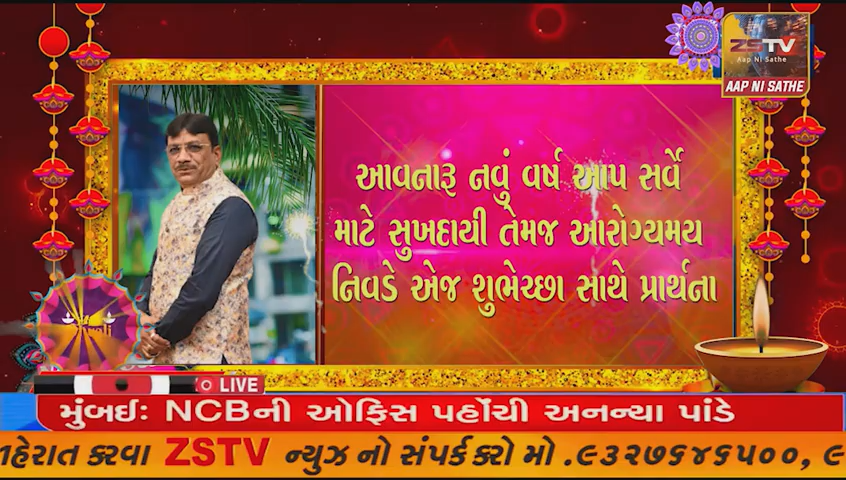 ZSTV
Aap Ni Sathe
AAP NI SATHE
આવનારૂ નવું વર્ષ આપ સર્વે
માટે સુખદાયી તેમજ આરોગ્યમય
નિવડે એજ શુભેચ્છા સાથે પ્રાર્થના
LIVE
મુંબઈઃ NCBની ઓફિસ પહોંચી અનન્યા પાંડે
ાહેરાત કરવા ZSTV ન્યુઝ નો સંપર્ક કરો મો .૯૩૨૭૬૪૬૫૦૦, ૯